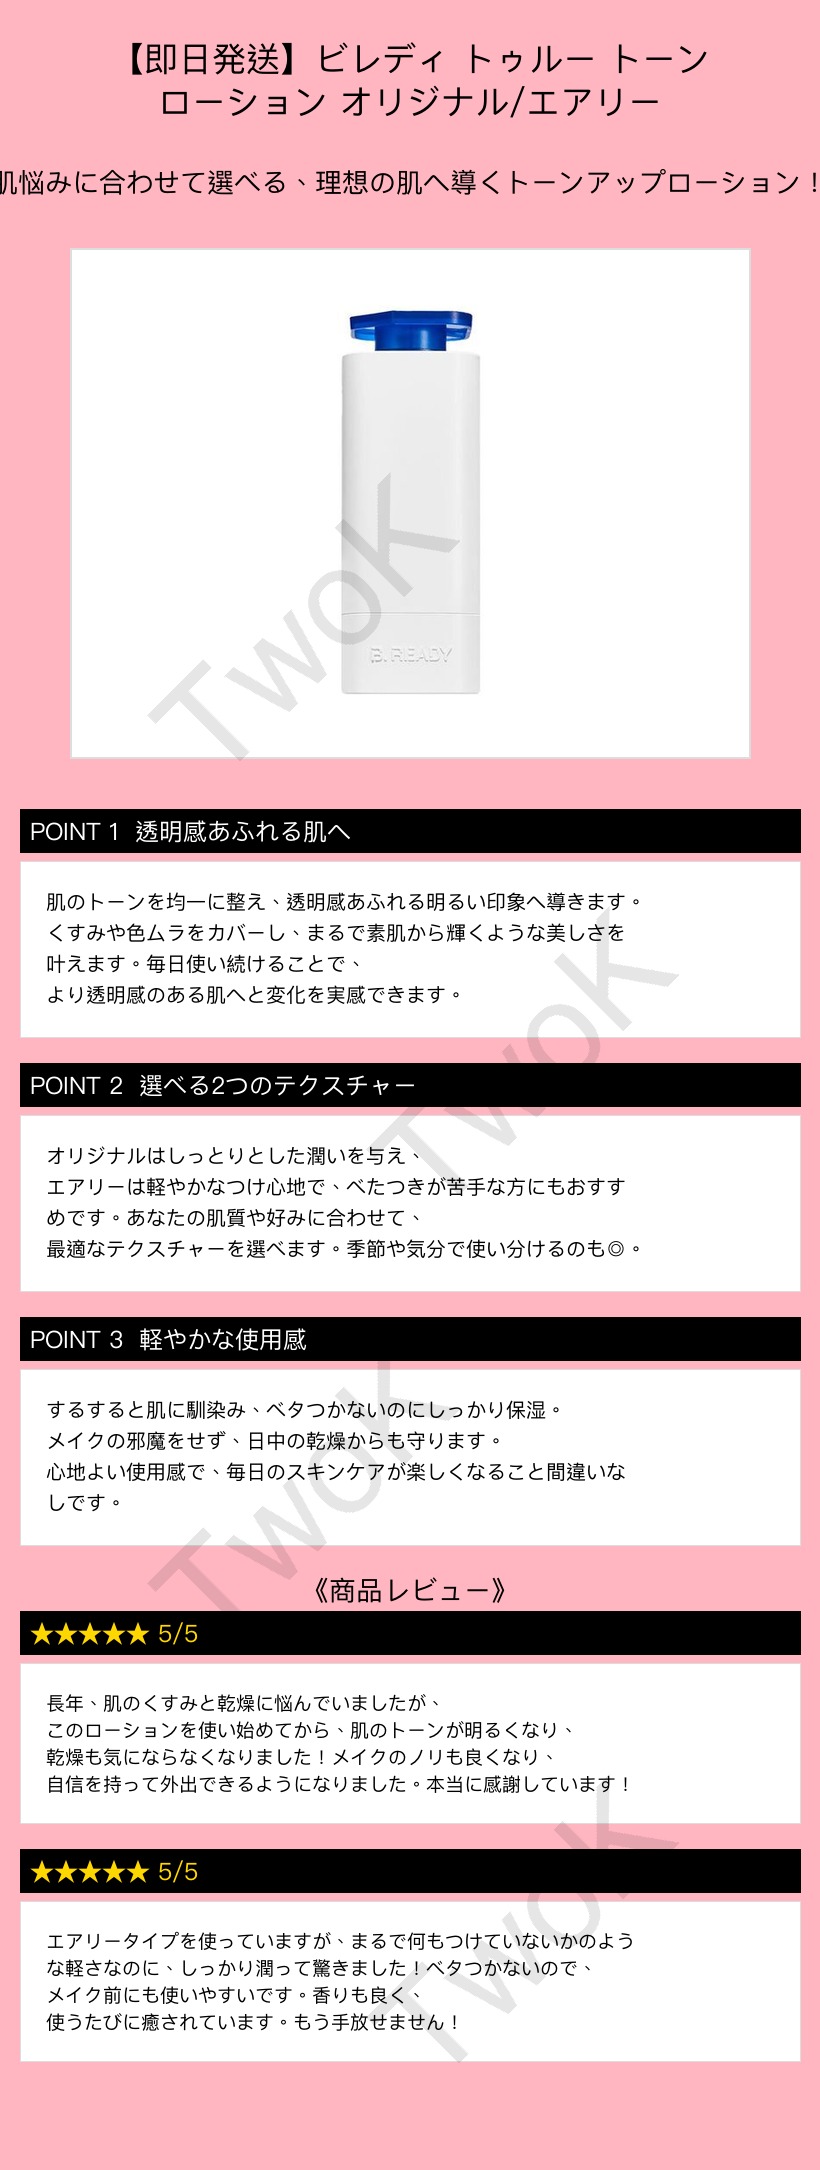 【即日発送】ビレディ トゥルー トーン
ローション オリジナル/エアリー
肌悩みに合わせて選べる、理想の肌へ導くトーンアップローション！
B. READY
TwoK
POINT 1 透明感あふれる肌へ
肌のトーンを均一に整え、透明感あふれる明るい印象へ導きます。
くすみや色ムラをカバーし、まるで素肌から輝くような美しさを
叶えます。毎日使い続けることで、
より透明感のある肌へと変化を実感できます。
TwoK
POINT 2 選べる2つのテクスチャー
オリジナルはしっとりとした潤いを与え、
エアリーは軽やかなつけ心地で、べたつきが苦手な方にもおすす
めです。あなたの肌質や好みに合わせて、
最適なテクスチャーを選べます。季節や気分で使い分けるのも◎。
POINT 3 軽やかな使用感
するすると肌に馴染み、ベタつかないのにしっかり保湿。
メイクの邪魔をせず、日中の乾燥からも守ります。
心地よい使用感で、毎日のスキンケアが楽しくなること間違いな
しです。
TwoK
《商品レビュー》
★★★★★ 5/5
長年、肌のくすみと乾燥に悩んでいましたが、
このローションを使い始めてから、肌のトーンが明るくなり、
乾燥も気にならなくなりました！メイクのノリも良くなり、
自信を持って外出できるようになりました。本当に感謝しています！
★★★★★ 5/5
エアリータイプを使っていますが、まるで何もつけていないかのよう
な軽さなのに、しっかり潤って驚きました！ベタつかないので、
メイク前にも使いやすいです。香りも良く、
使うたびに癒されています。もう手放せません！
TwoK